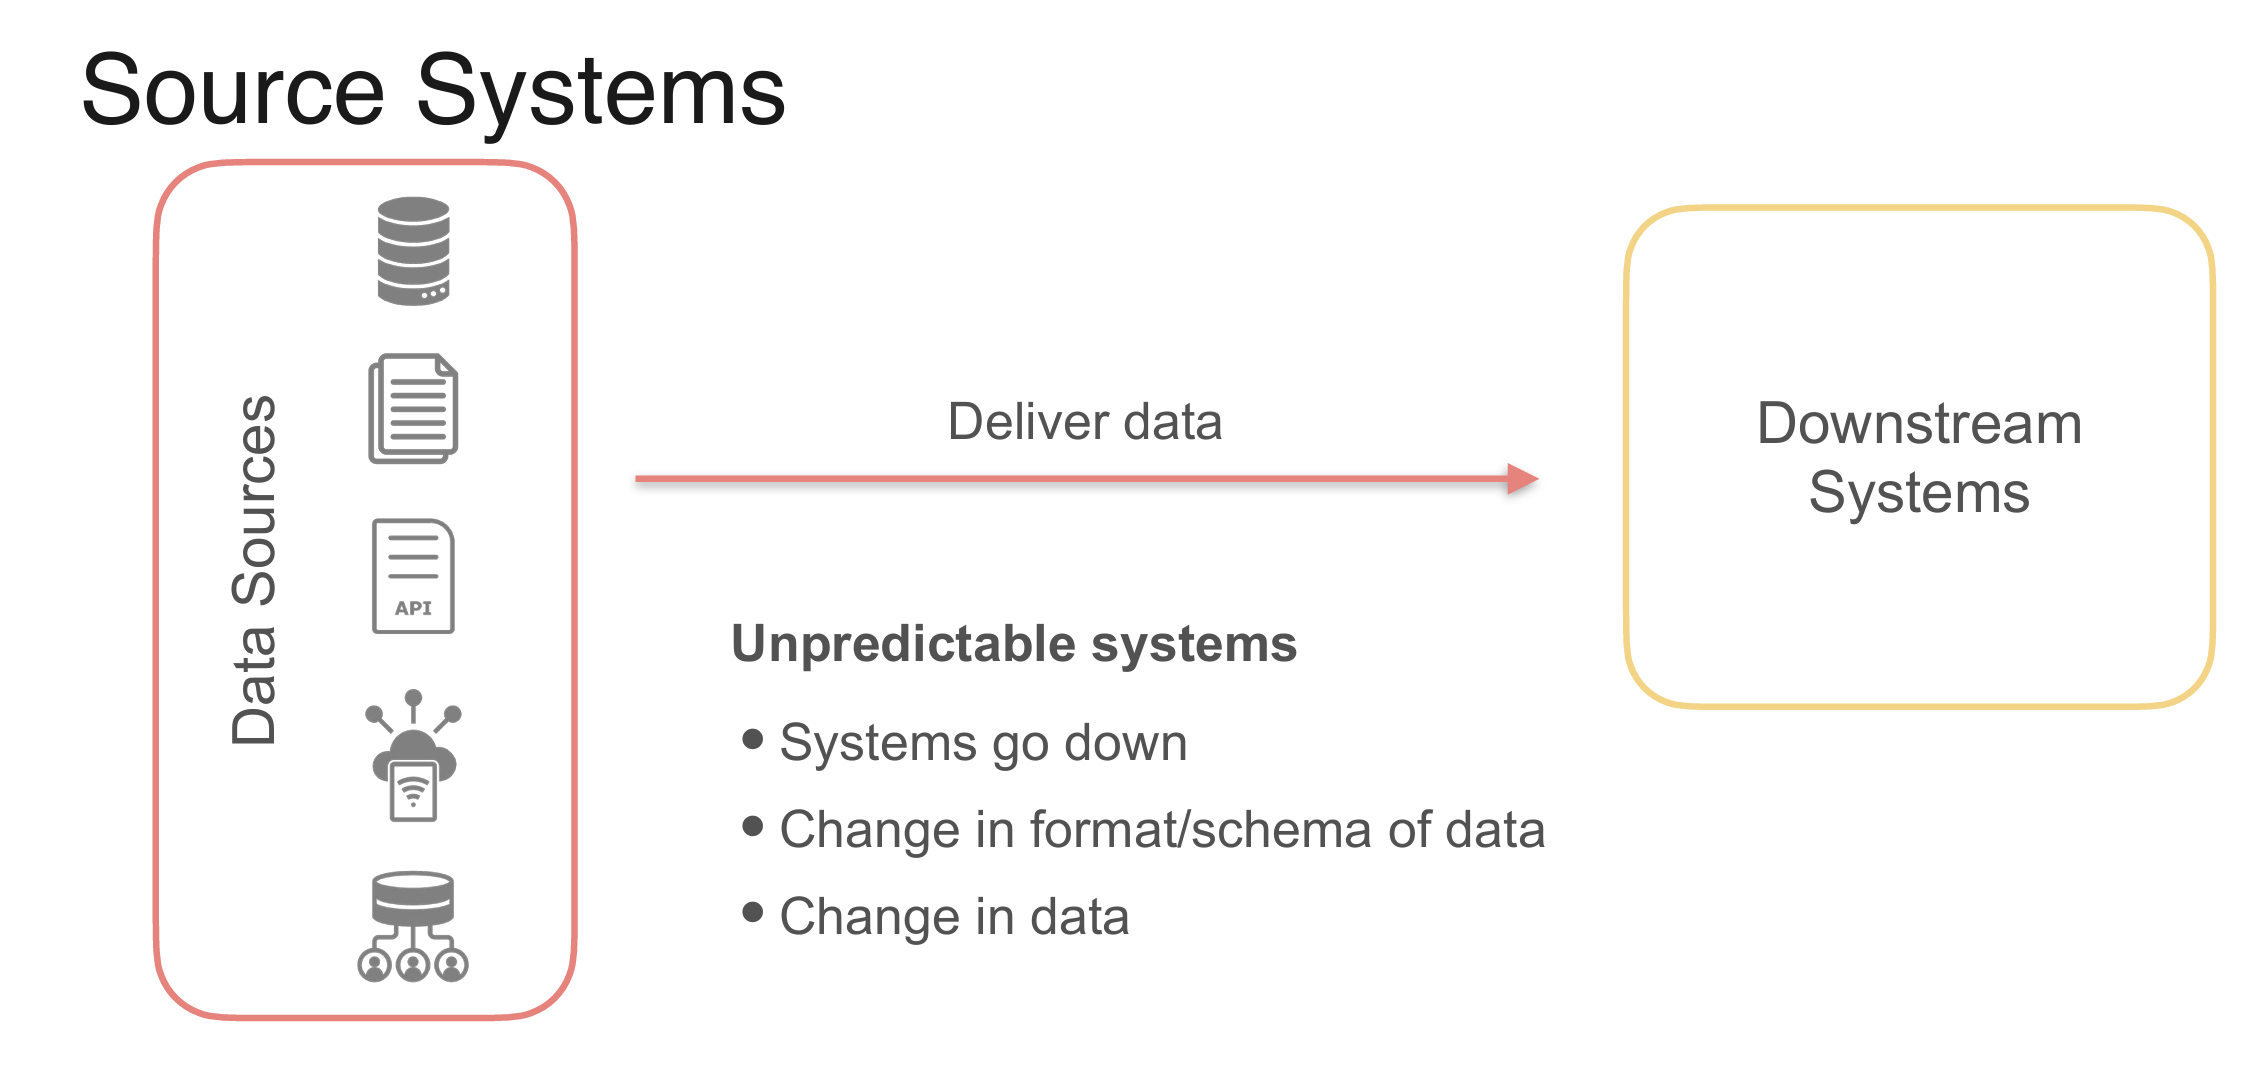 Source Systems
Data Sources
API
Deliver data
Unpredictable systems
• Systems go down
• Change in format/schema of data
• Change in data
Downstream
Systems